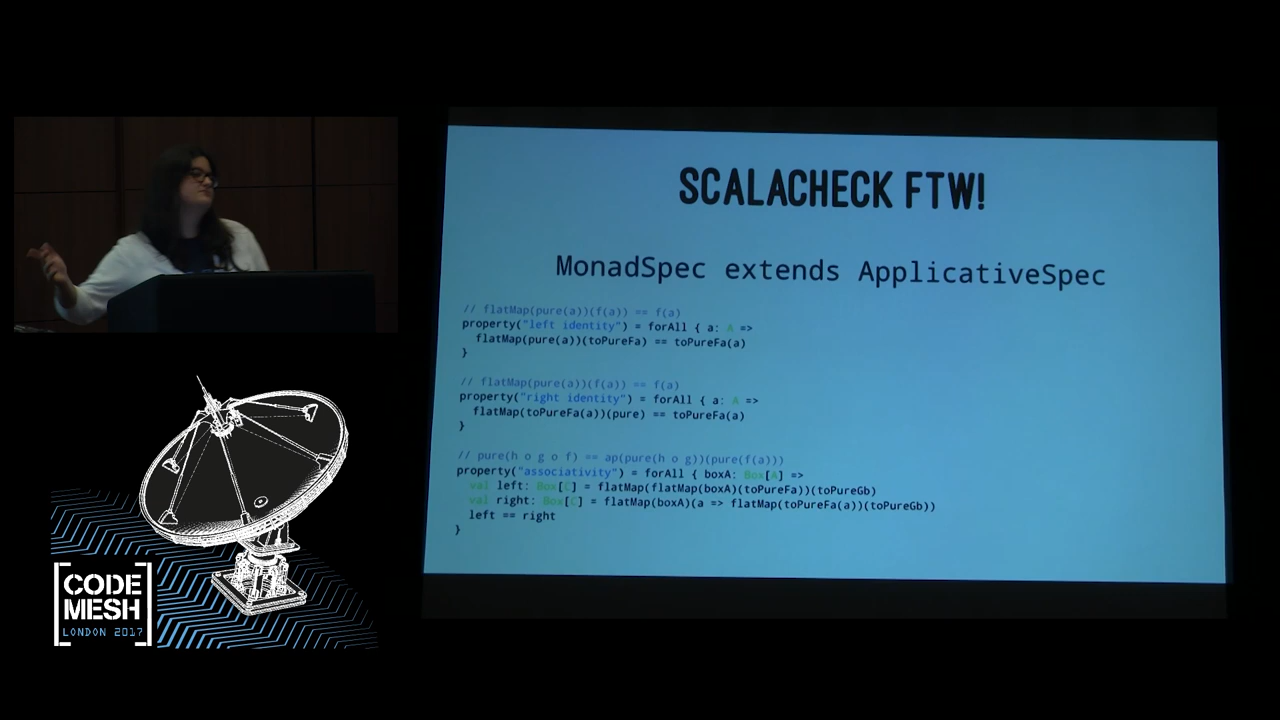 SCALACHECK FTW!
MonadSpec extends ApplicativeSpec
// flatMap(pure(a))(f(a)) == f(a)
property("left identity") = forAll { a: A =>
  flatMap(pure(a))(toPureFa) == toPureFa(a)
}
// flatMap(pure(a))(f(a)) == f(a)
property("right identity") = forAll { a: A =>
  flatMap(toPureFa(a))(pure) == toPureFa(a)
}
// pure(h o g o f) == ap(pure(h o g))(pure(f(a)))
property("associativity") = forAll { boxA: Box[A] =>
  val left: Box[C] = flatMap(flatMap(boxA)(toPureFa))(toPureGb)
  val right: Box[C] = flatMap(boxA)(a => flatMap(toPureFa(a))(toPureGb))
  left == right
}
CODE
MESH
LONDON 2017